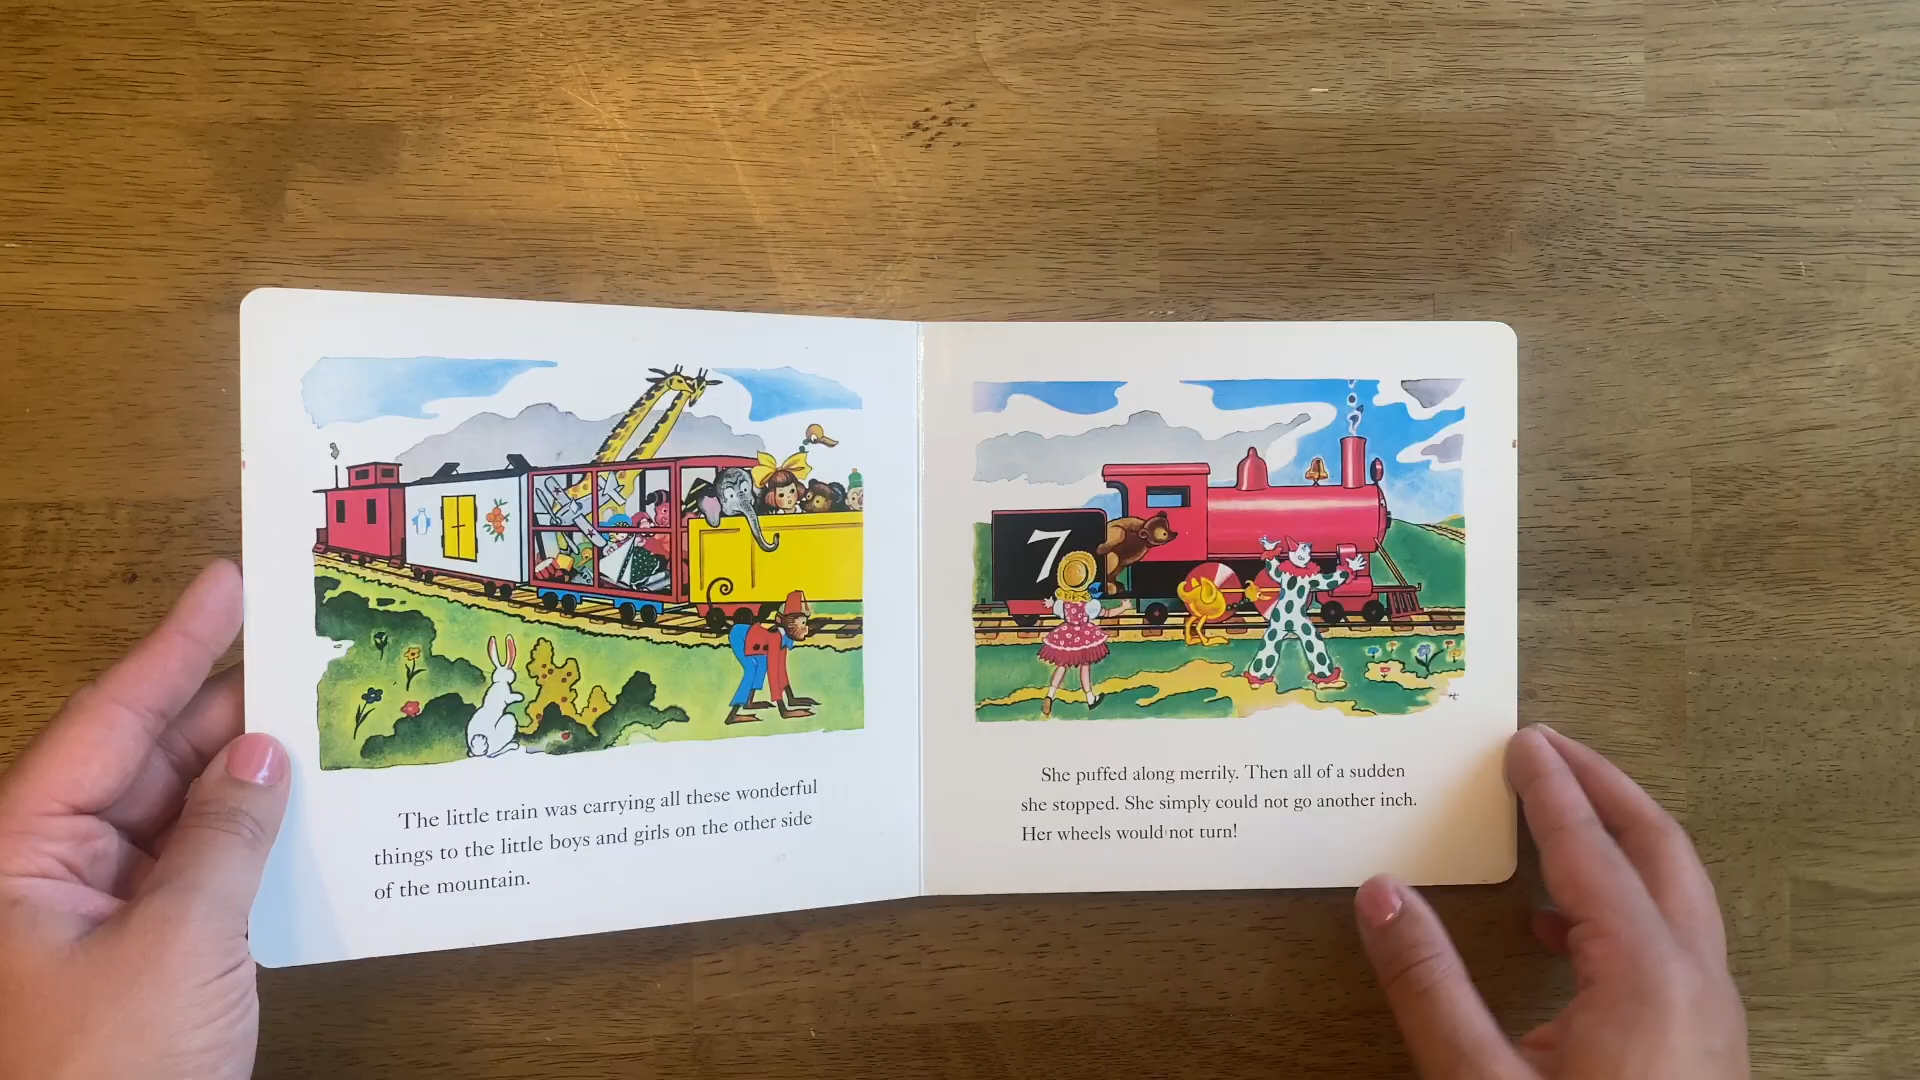 The little train was carrying all these wonderful
things to the little boys and girls on the other side
of the mountain.
7
She puffed along merrily. Then all of a sudden
she stopped. She simply could not go another inch.
Her wheels would not turn!